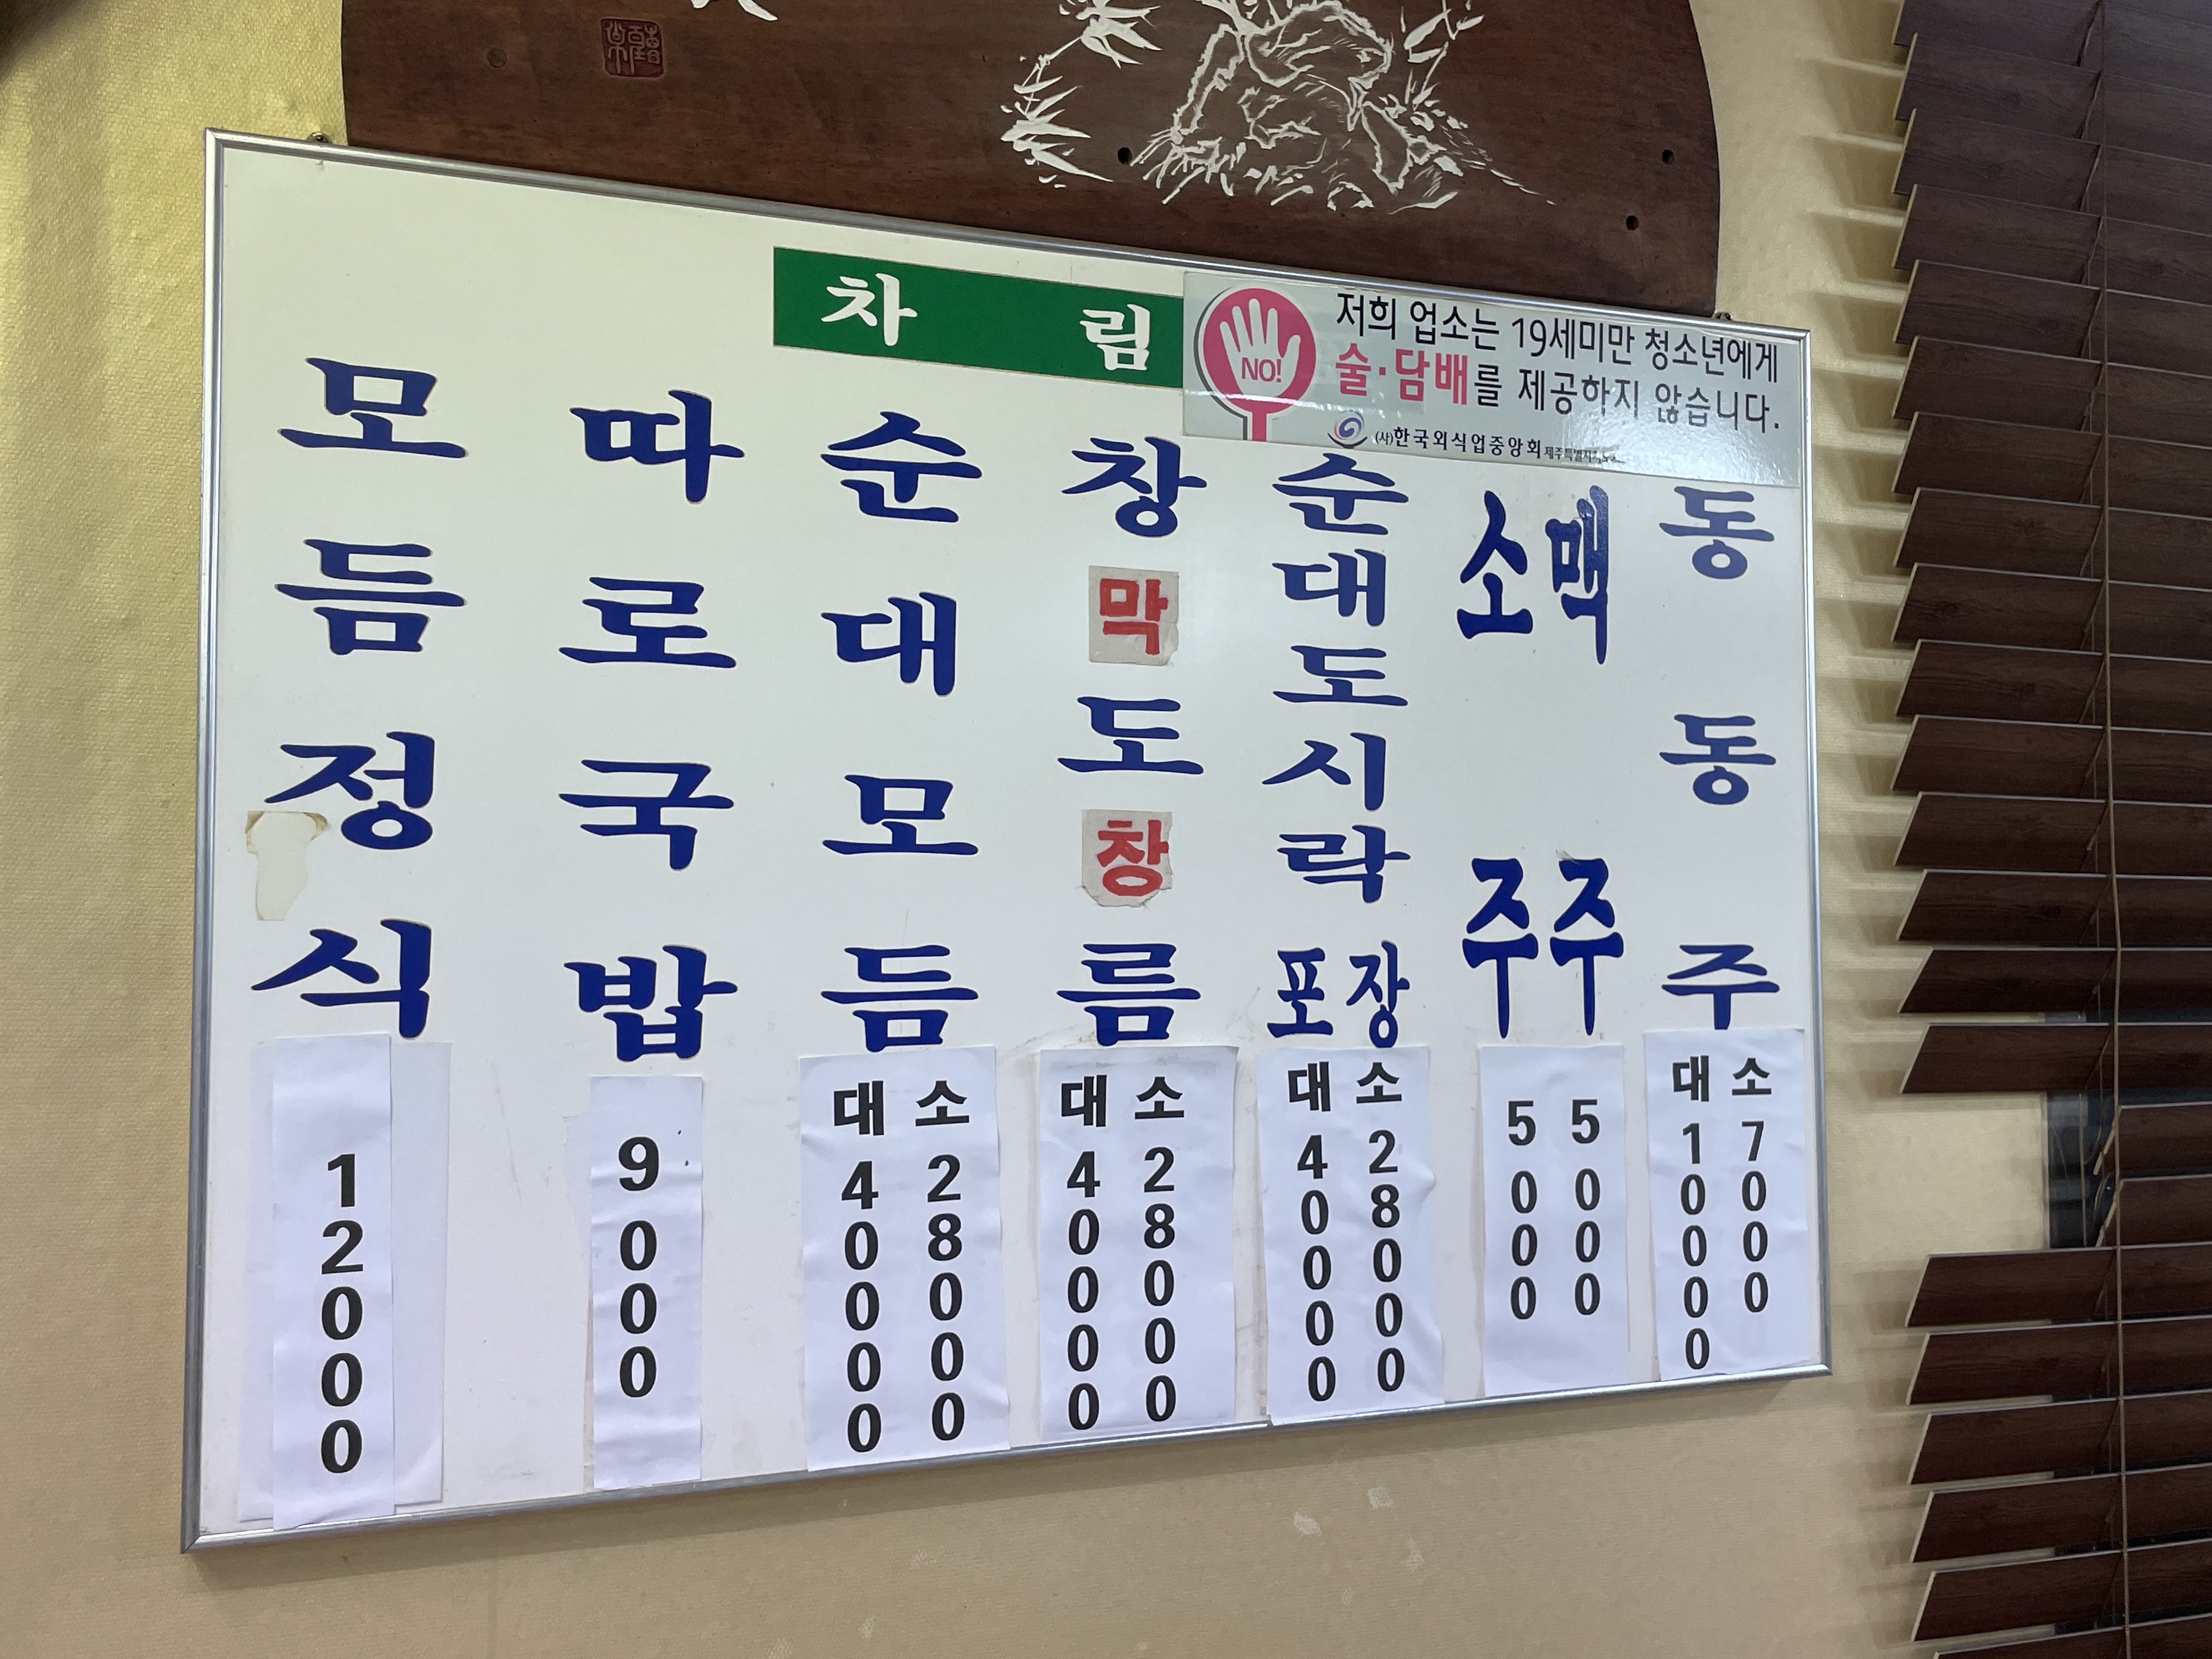 차 림
NO!
저희 업소는 19세미만 청소년에게
술·담배를 제공하지 않습니다.
(사)한국외식업중앙회
모듬정식
12000
따로국밥
9000
순대모듬
대 40000
소 28000
창도름
막창
대 40000
소 28000
순대도시락
포장
대 40000
소 28000
소주
5000
맥주
5000
동동주
대 10000
소 7000